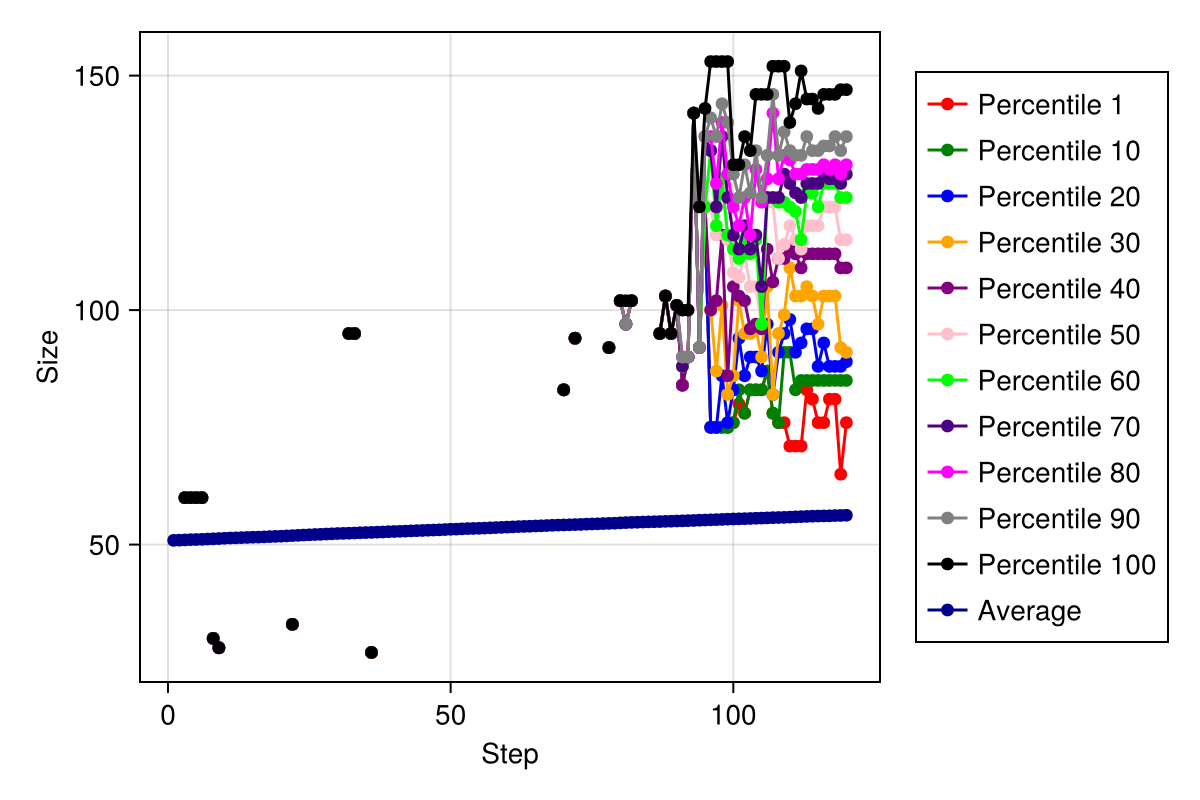 150
100
50
Size
0
50
100
Step
Percentile 1
Percentile 10
Percentile 20
Percentile 30
Percentile 40
Percentile 50
Percentile 60
Percentile 70
Percentile 80
Percentile 90
Percentile 100
Average